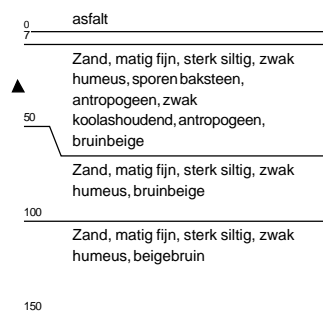 0 asfalt
7
Zand, matig fijn, sterk siltig, zwak
humeus, sporen baksteen,
antropogeen, zwak
50 koolashoudend, antropogeen,
bruinbeige
Zand, matig fijn, sterk siltig, zwak
humeus, bruinbeige
100
Zand, matig fijn, sterk siltig, zwak
humeus, beigebruin
150